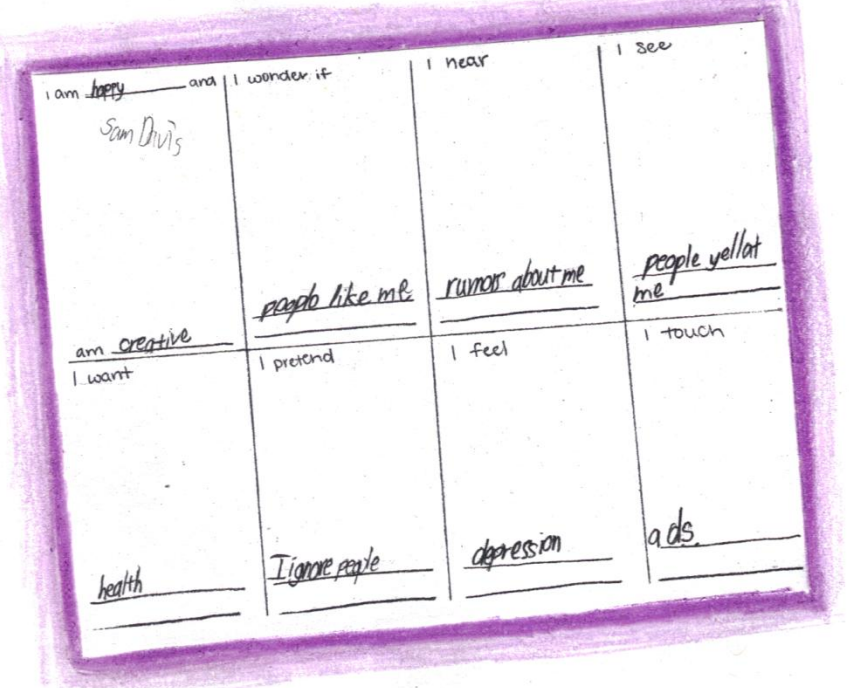 I am happy and
Sam Divis
am creative
I wonder if
people like me
I hear
rumors about me
I see
people yell at
me
I want
health
I pretend
I ignore people
I feel
depression
I touch
ads.